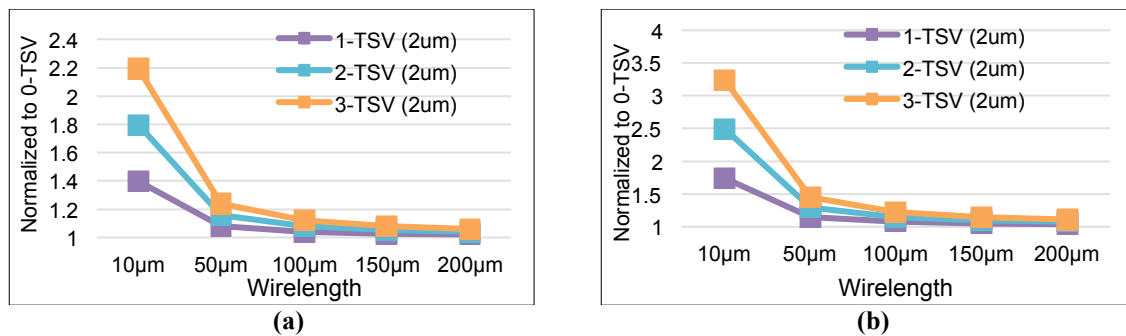 Normalized to 0-TSV
2.4
2.2
2
1.8
1.6
1.4
1.2
1
1-TSV (2um)
2-TSV (2um)
3-TSV (2um)
10µm 50µm 100µm 150µm 200µm
Wirelength
(a)
Normalized to 0-TSV
4
3.5
3
2.5
2
1.5
1
1-TSV (2um)
2-TSV (2um)
3-TSV (2um)
10µm 50µm 100µm 150µm 200µm
Wirelength
(b)